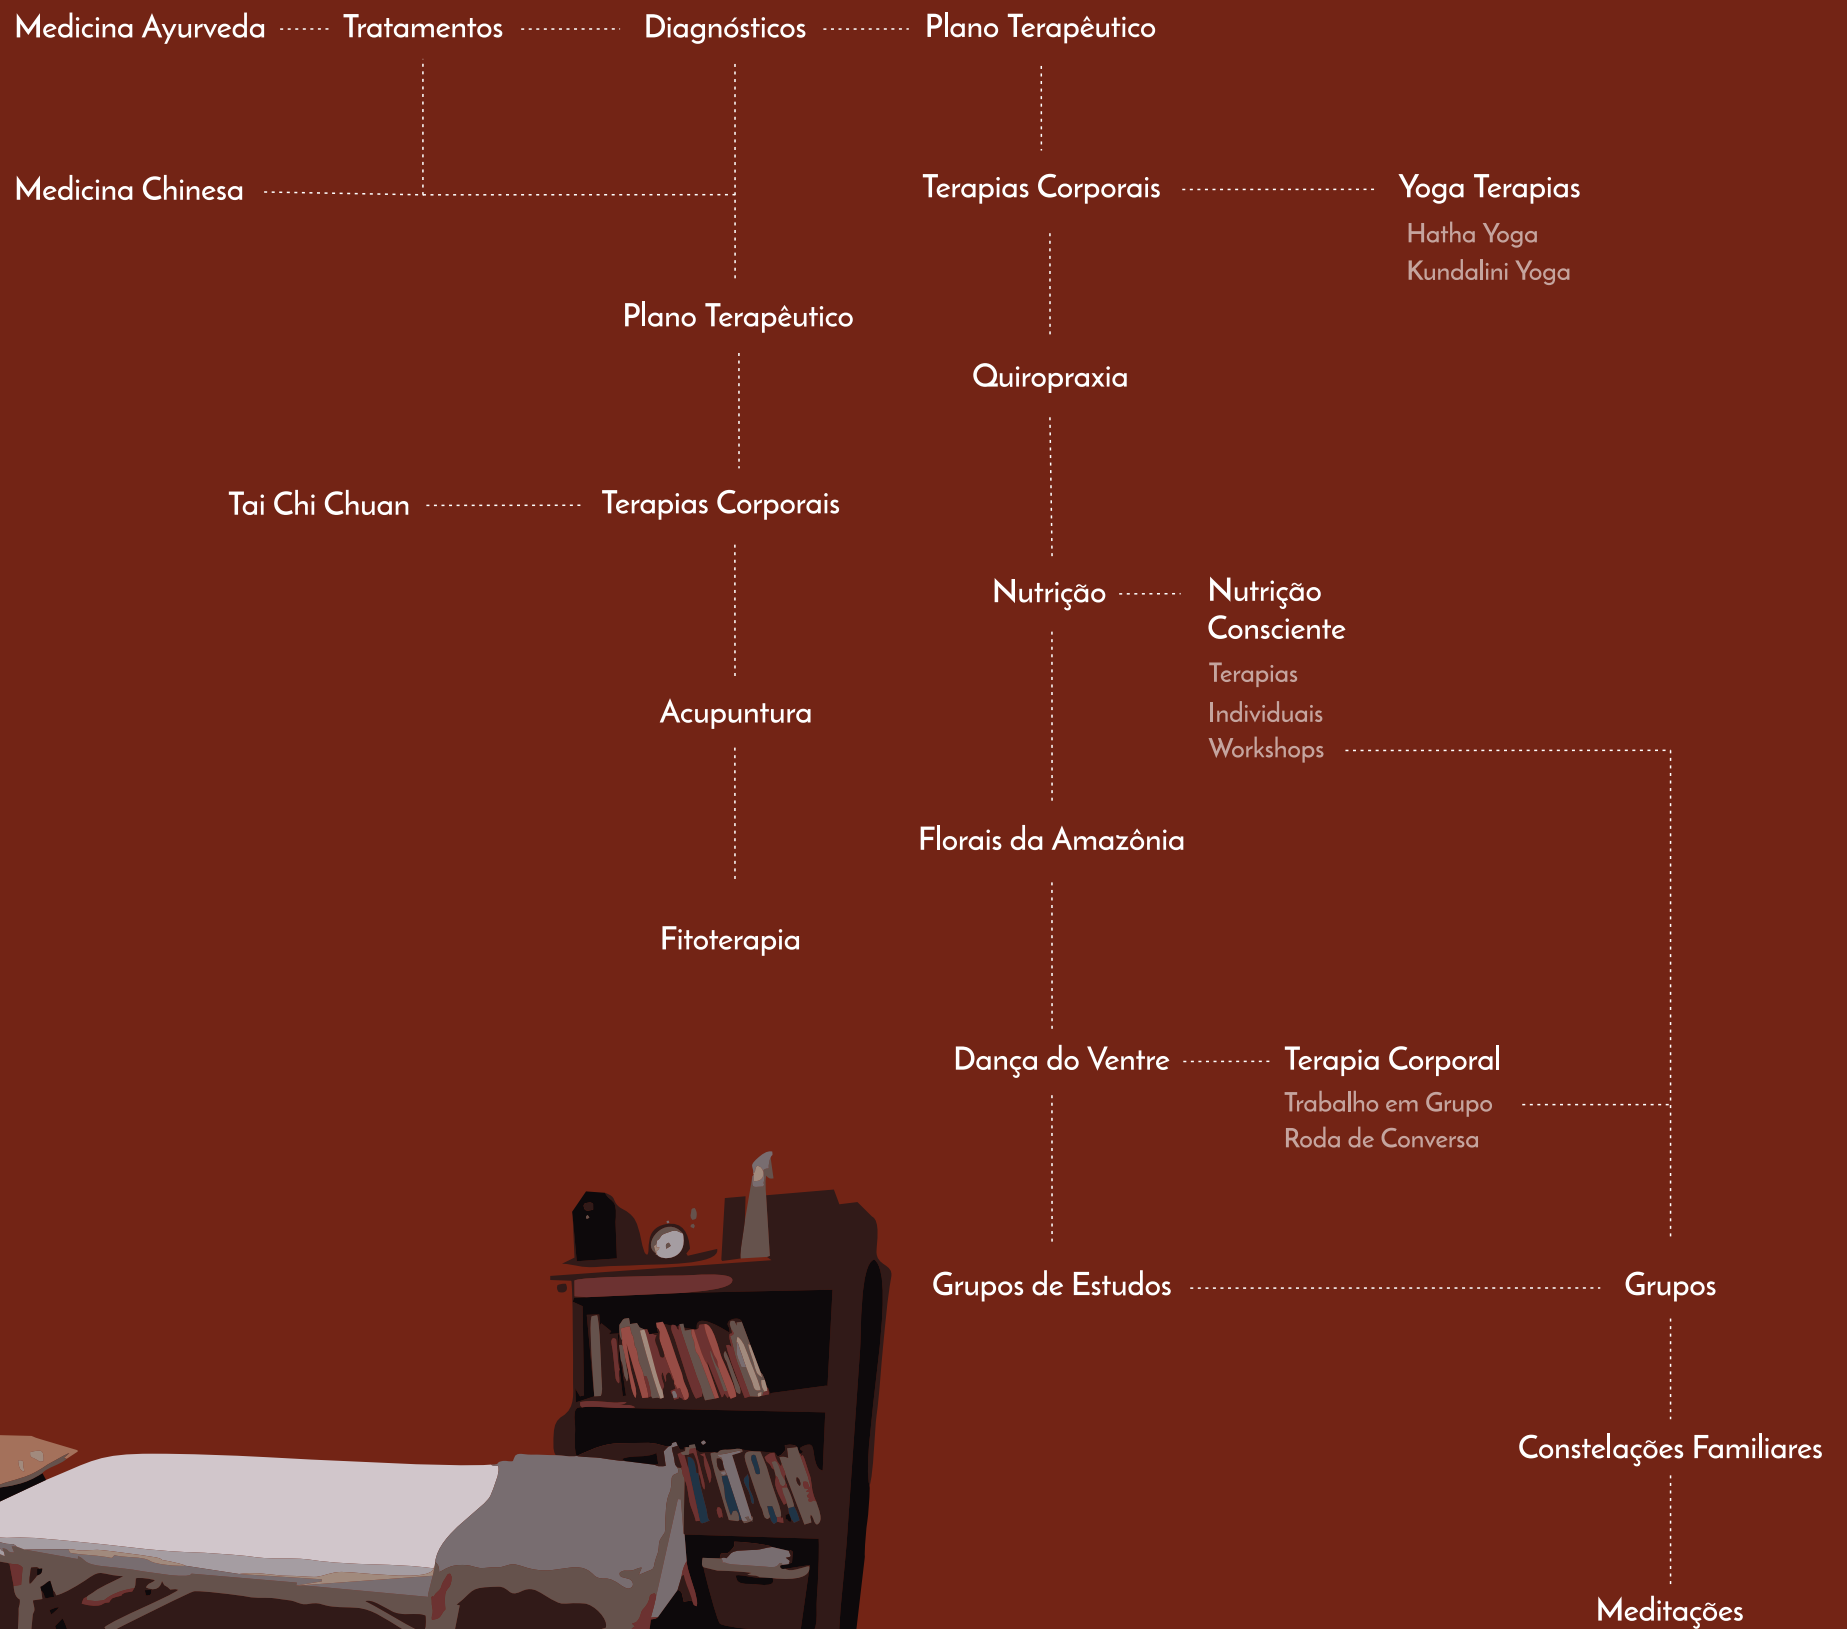 Medicina Ayurveda
Tratamentos
Diagnósticos
Plano Terapêutico
Medicina Chinesa
Terapias Corporais
Yoga Terapias
Hatha Yoga
Kundalini Yoga
Plano Terapêutico
Quiropraxia
Tai Chi Chuan
Terapias Corporais
Nutrição
Nutrição
Consciente
Terapias
Individuais
Workshops
Acupuntura
Florais da Amazônia
Fitoterapia
Dança do Ventre
Terapia Corporal
Trabalho em Grupo
Roda de Conversa
Grupos de Estudos
Grupos
Constelações Familiares
Meditações